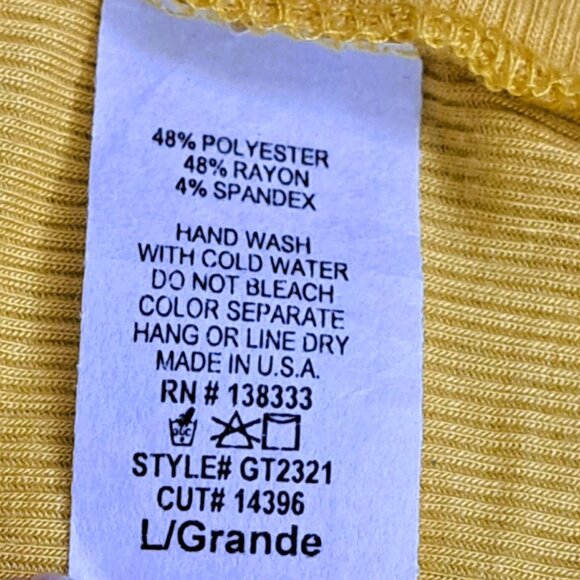 48% POLYESTER
48% RAYON
4% SPANDEX
HAND WASH
WITH COLD WATER
DO NOT BLEACH
COLOR SEPARATE
HANG OR LINE DRY
MADE IN U.S.A.
RN # 138333
STYLE# GT2321
CUT# 14396
L/Grande